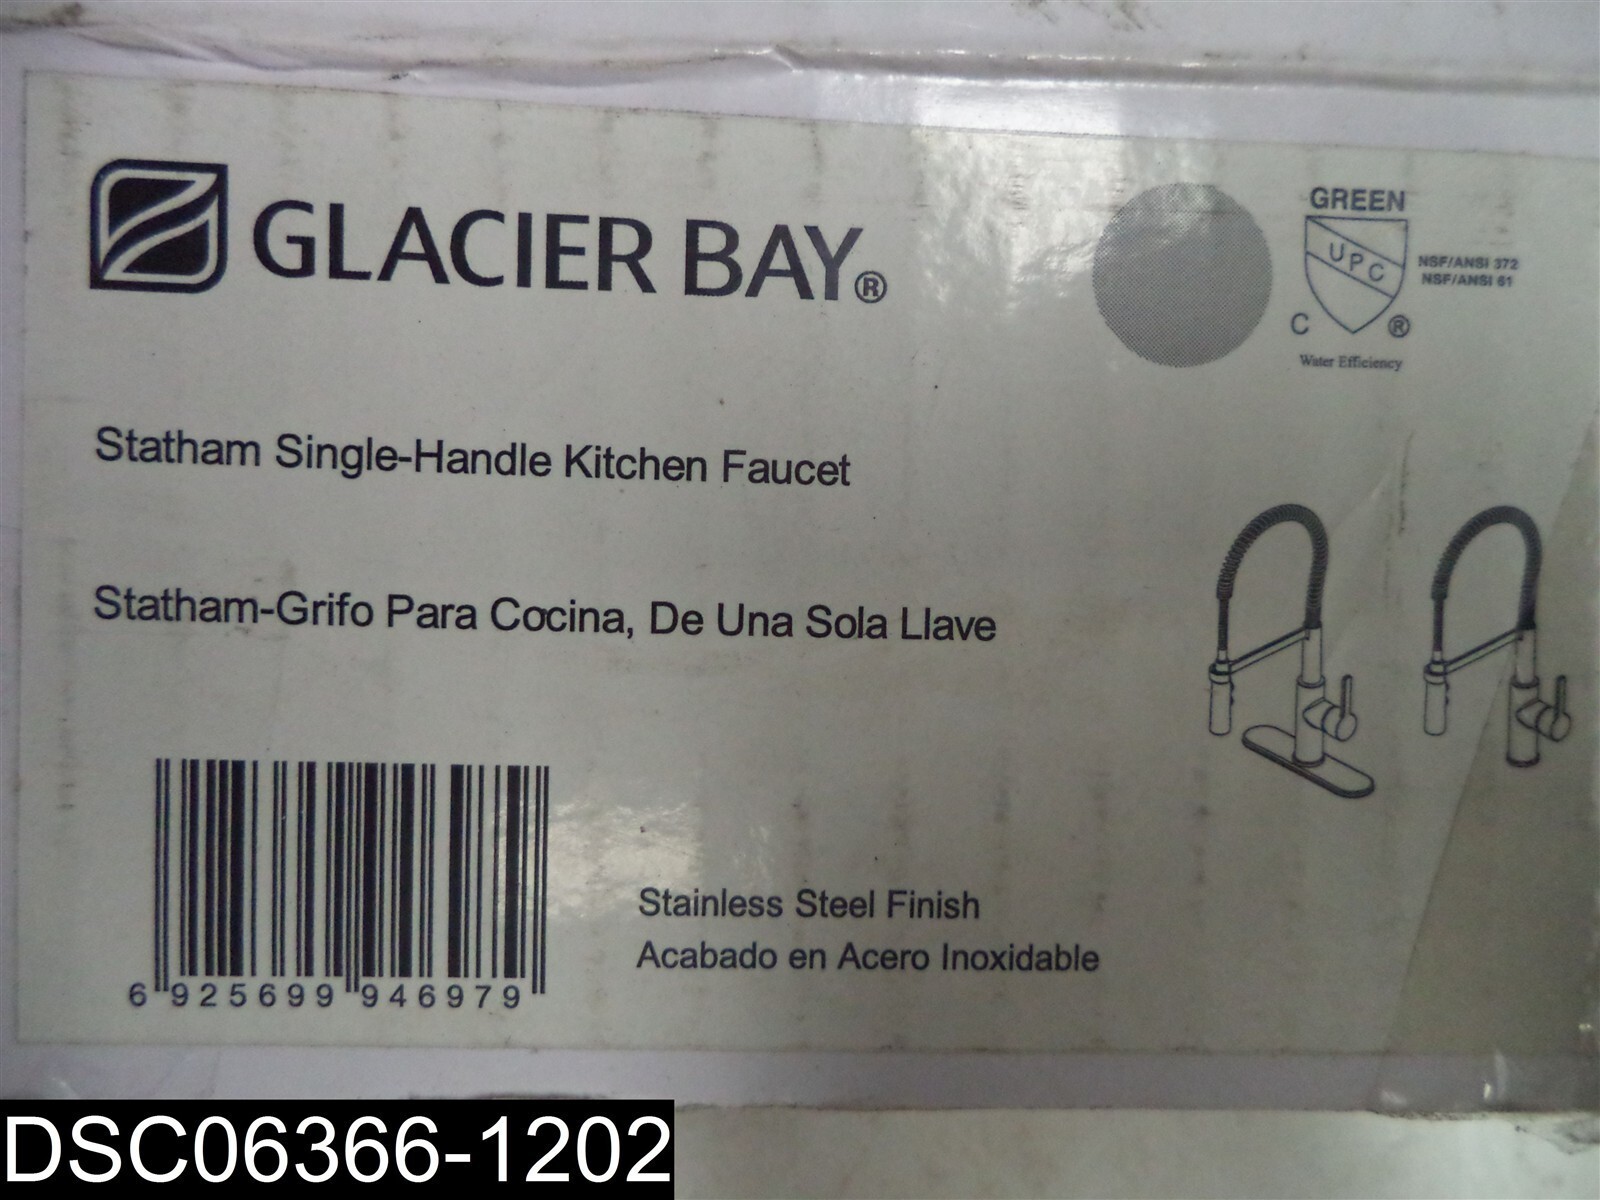 GLACIER BAY®
GREEN
UPC
C ®
NSF/ANSI 372
NSF/ANSI 61
Water Efficiency
Statham Single-Handle Kitchen Faucet
Statham-Grifo Para Cocina, De Una Sola Llave
6 925699 946979
Stainless Steel Finish
Acabado en Acero Inoxidable
DSC06366-1202